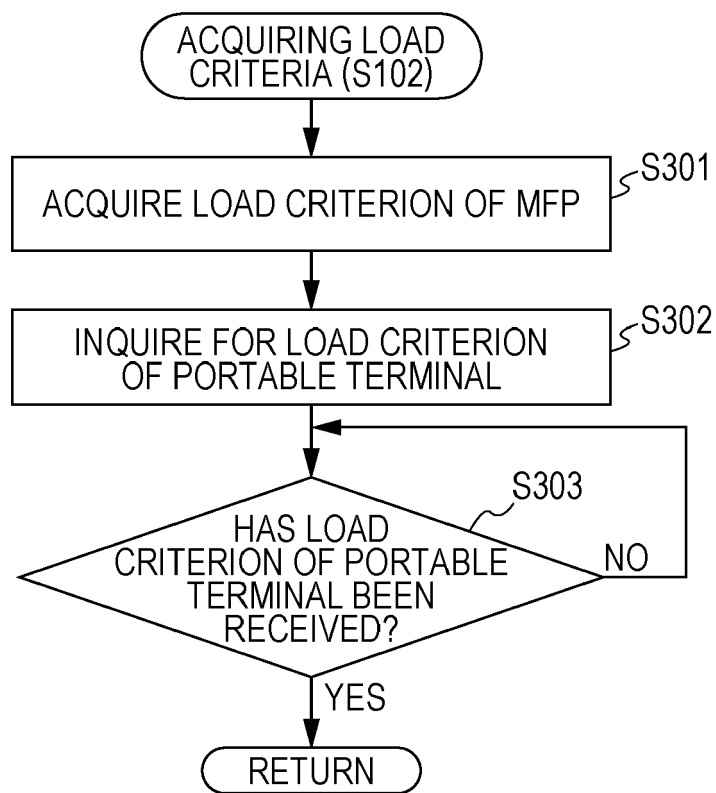 ACQUIRING LOAD
CRITERIA (S102)
S301
ACQUIRE LOAD CRITERION OF MFP
S302
INQUIRE FOR LOAD CRITERION
OF PORTABLE TERMINAL
S303
HAS LOAD
CRITERION OF PORTABLE
TERMINAL BEEN
RECEIVED?
NO
YES
RETURN